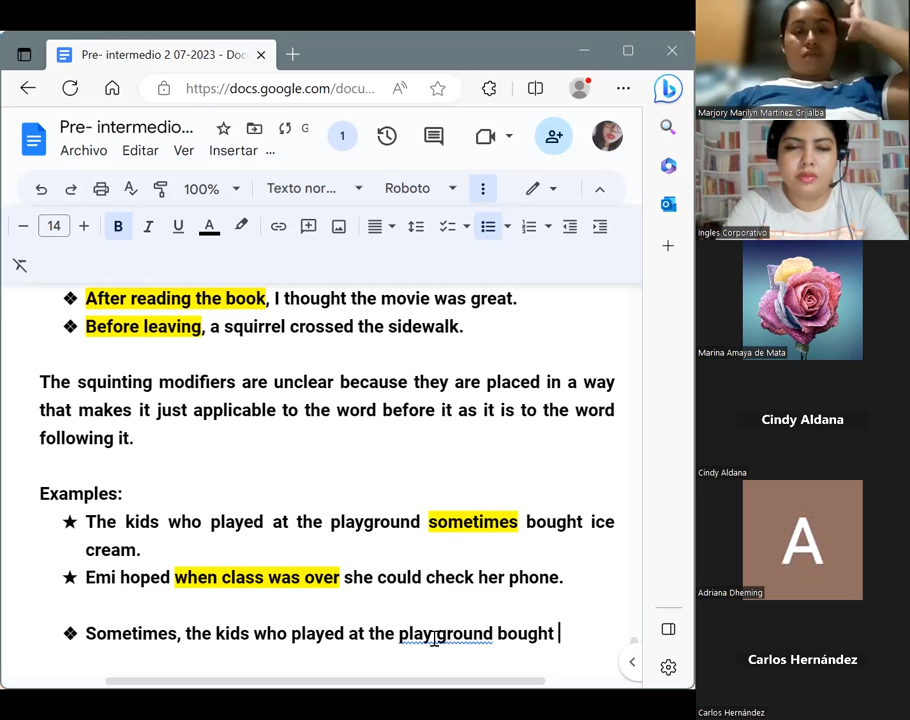 Pre- intermedio 2 07-2023 - Doc
https://docs.google.com/docu...
Pre- intermedio...
G
1
Archivo Editar Ver Insertar ...
100% Texto nor... Roboto
14 B I U A
After reading the book, I thought the movie was great.
Before leaving, a squirrel crossed the sidewalk.
The squinting modifiers are unclear because they are placed in a way
that makes it just applicable to the word before it as it is to the word
following it.
Examples:
The kids who played at the playground sometimes bought ice
cream.
Emi hoped when class was over she could check her phone.
Sometimes, the kids who played at the playground bought
Marjory Marilyn Martinez Grijalba
Ingles Corporativo
Marina Amaya de Mata
Cindy Aldana
Cindy Aldana
A
Adriana Dheming
Carlos Hernández
Carlos Hernández